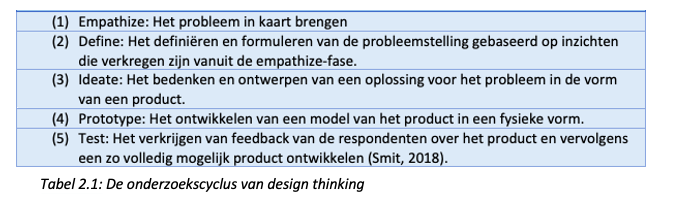 (1) Empathize: Het probleem in kaart brengen
(2) Define: Het definiëren en formuleren van de probleemstelling gebaseerd op inzichten
die verkregen zijn vanuit de empathize-fase.
(3) Ideate: Het bedenken en ontwerpen van een oplossing voor het probleem in de vorm
van een product.
(4) Prototype: Het ontwikkelen van een model van het product in een fysieke vorm.
(5) Test: Het verkrijgen van feedback van de respondenten over het product en vervolgens
een zo volledig mogelijk product ontwikkelen (Smit, 2018).
Tabel 2.1: De onderzoekscyclus van design thinking